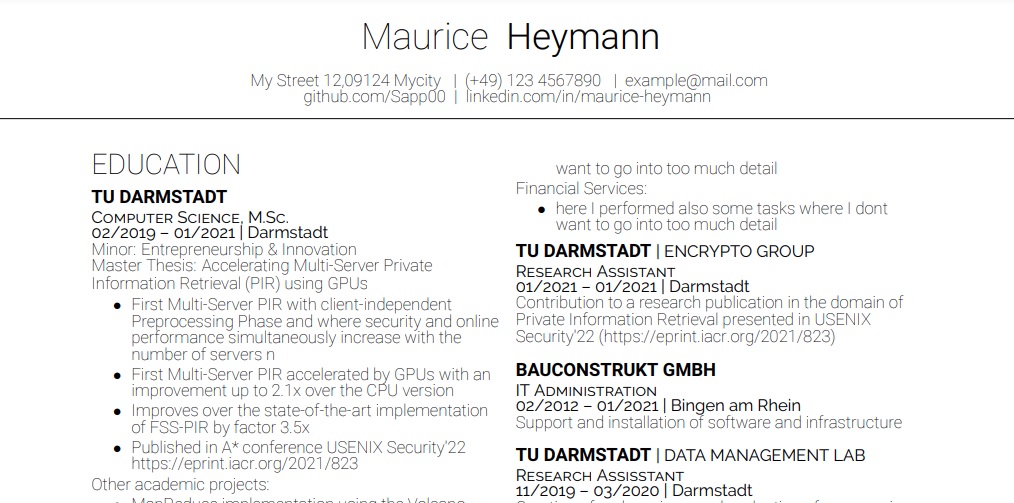 Maurice Heymann
My Street 12,09124 Mycity | (+49) 123 4567890 | example@mail.com
github.com/Sapp00 | linkedin.com/in/maurice-heymann
EDUCATION
TU DARMSTADT
Computer Science, M.Sc.
02/2019 – 01/2021 | Darmstadt
Minor: Entrepreneurship & Innovation
Master Thesis: Accelerating Multi-Server Private
Information Retrieval (PIR) using GPUs
• First Multi-Server PIR with client-independent
Preprocessing Phase and where security and online
performance simultaneously increase with the
number of servers n
• First Multi-Server PIR accelerated by GPUs with an
improvement up to 2.1x over the CPU version
• Improves over the state-of-the-art implementation
of FSS-PIR by factor 3.5x
• Published in A* conference USENIX Security'22
https://eprint.iacr.org/2021/823
Other academic projects:
• MapReduce implementation using the Volcano
want to go into too much detail
Financial Services:
• here I performed also some tasks where I dont
want to go into too much detail
TU DARMSTADT | ENCRYPTO GROUP
Research Assistant
01/2021 – 01/2021 | Darmstadt
Contribution to a research publication in the domain of
Private Information Retrieval presented in USENIX
Security'22 (https://eprint.iacr.org/2021/823)
BAUCONSTRUKT GMBH
IT Administration
02/2012 – 01/2021 | Bingen am Rhein
Support and installation of software and infrastructure
TU DARMSTADT | DATA MANAGEMENT LAB
Research Assisstant
11/2019 – 03/2020 | Darmstadt